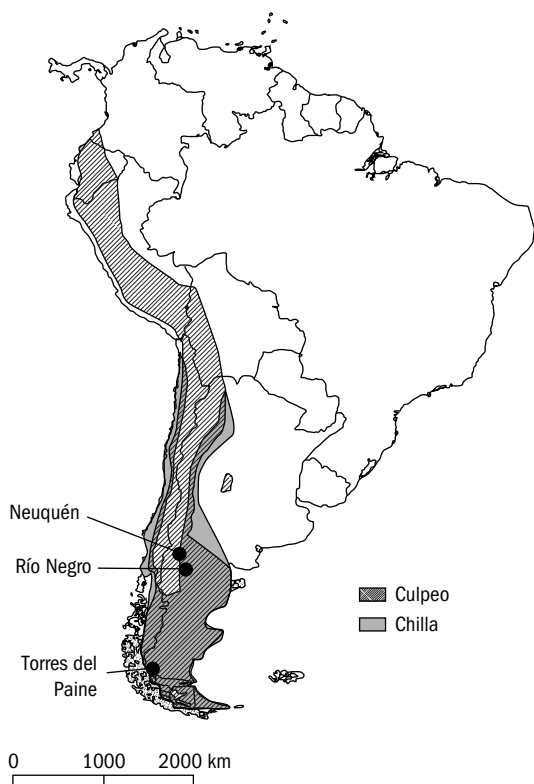 Neuquén
Río Negro
Culpeo
Chilla
Torres del
Paine
0 1000 2000 km